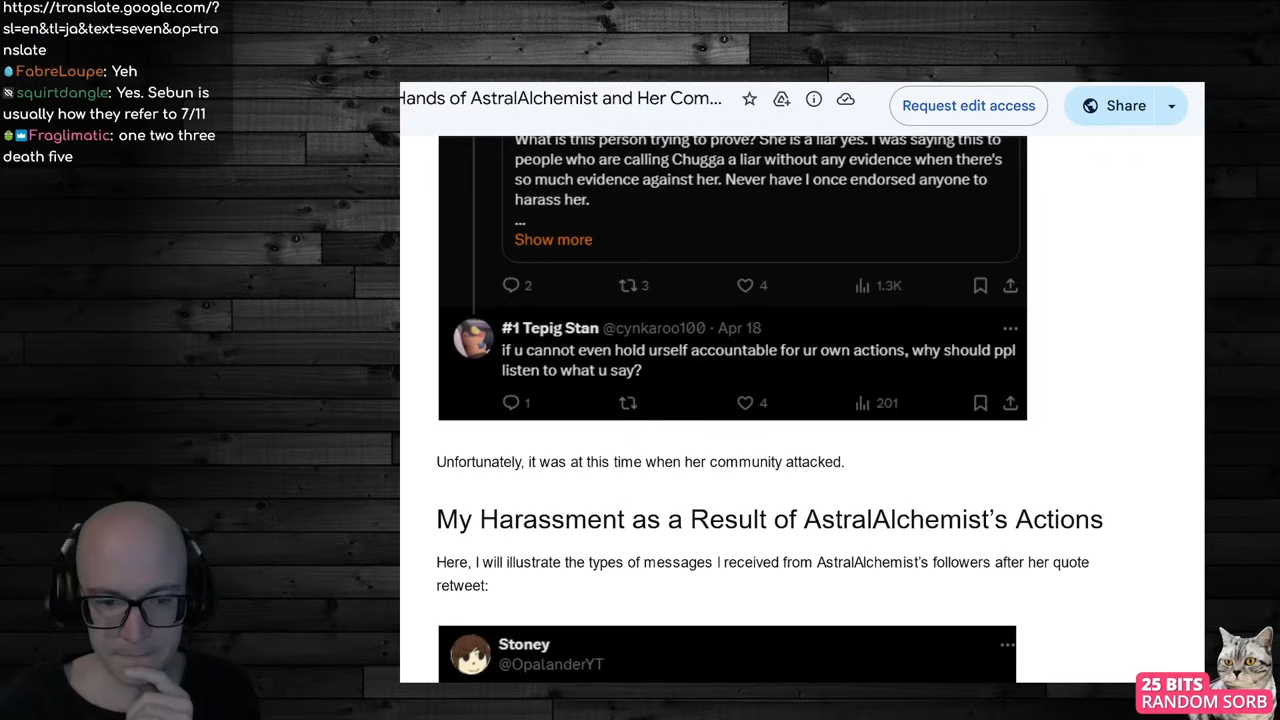 https://translate.google.com/?
sl=en&tl=ja&text=seven&op=tra
nslate
FabreLoupe: Yeh
squirtdangle: Yes. Sebun is
usually how they refer to 7/11
Fraglimatic: one two three
death five
Hands of AstralAlchemist and Her Com...
Request edit access
Share
What is this person trying to prove? She is a liar yes. I was saying this to
people who are calling Chugga a liar without any evidence when there's
so much evidence against her. Never have I once endorsed anyone to
harass her.
...
Show more
2 3 4 1.3K
#1 Tepig Stan @cynkaroo100 · Apr 18
if u cannot even hold urself accountable for ur own actions, why should ppl
listen to what u say?
1 4 201
Unfortunately, it was at this time when her community attacked.
My Harassment as a Result of AstralAlchemist's Actions
Here, I will illustrate the types of messages I received from AstralAlchemist's followers after her quote
retweet:
Stoney
@OpalanderYT
25 BITS
RANDOM SORB